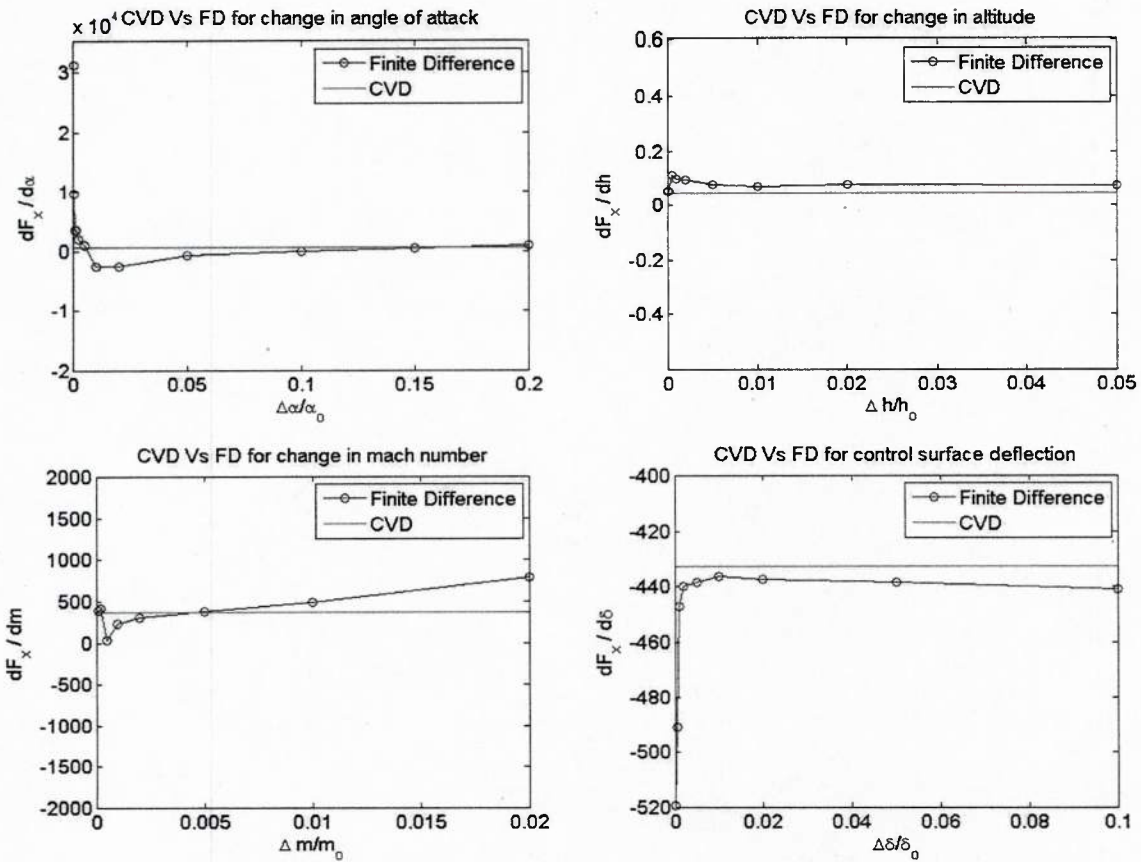 x 10⁴ CVD Vs FD for change in angle of attack
Finite Difference
CVD
3
2
1
0
-1
-2
dFₓ / dα
0 0.05 0.1 0.15 0.2
Δα/α₀
CVD Vs FD for change in altitude
Finite Difference
CVD
0.6
0.4
0.2
0.0
-0.2
-0.4
dFₓ / dh
0 0.01 0.02 0.03 0.04 0.05
Δ h/h₀
CVD Vs FD for change in mach number
Finite Difference
CVD
2000
1500
1000
500
0
-500
-1000
-1500
-2000
dFₓ / dm
0 0.005 0.01 0.015 0.02
Δ m/m₀
CVD Vs FD for control surface deflection
Finite Difference
CVD
-400
-420
-440
-460
-480
-500
-520
dFₓ / dδ
0 0.02 0.04 0.06 0.08 0.1
Δδ/δ₀